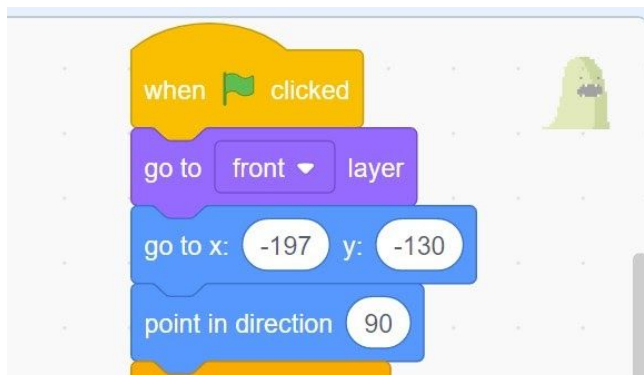 when clicked
go to front layer
go to x: -197 y: -130
point in direction 90